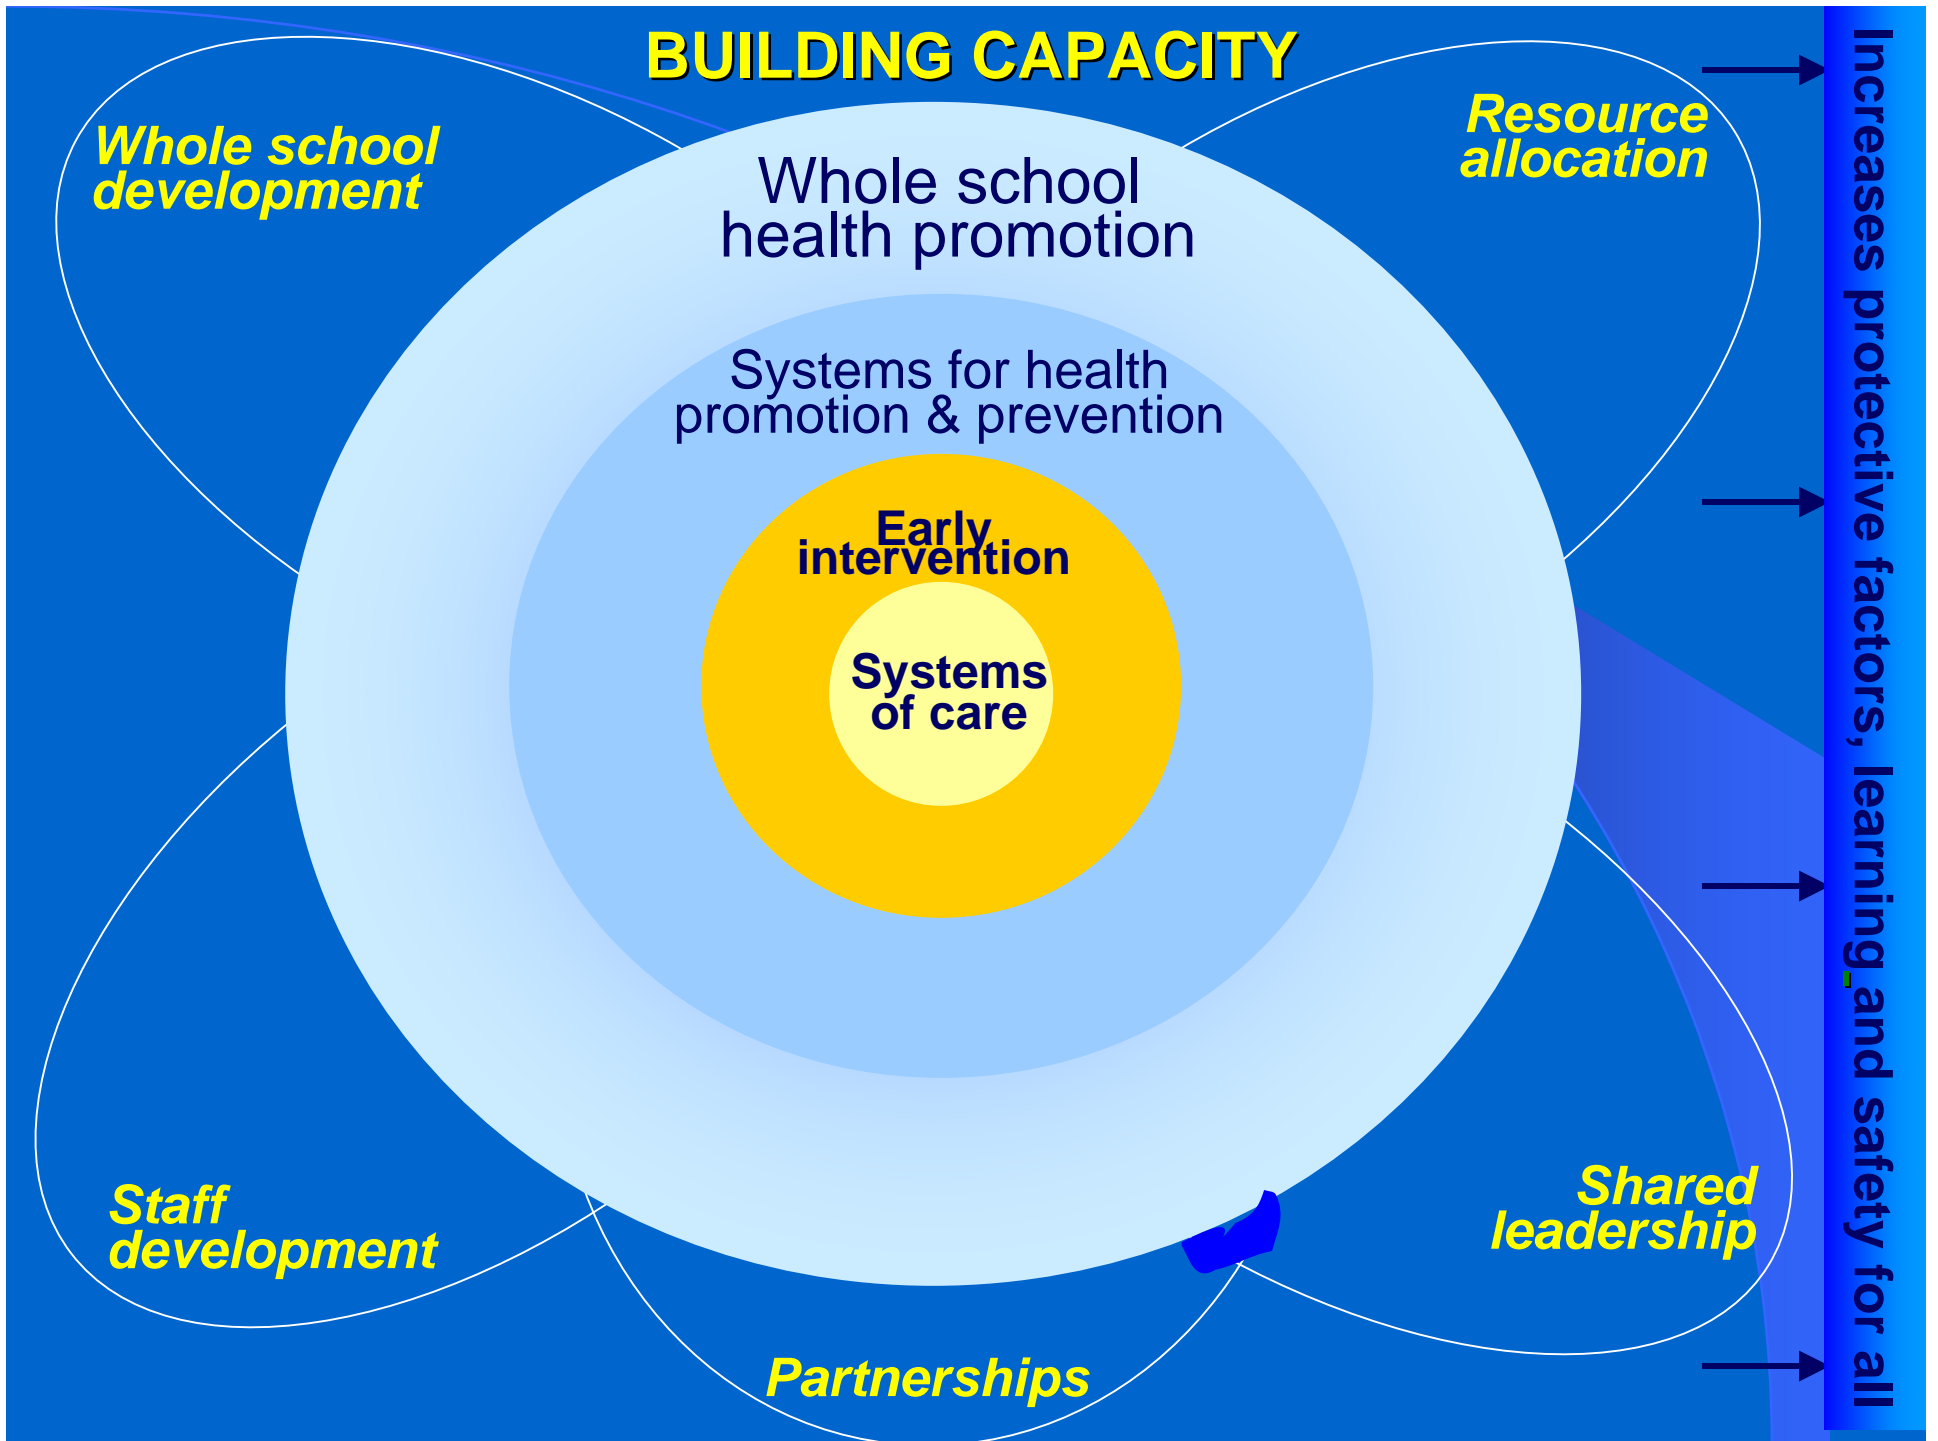 BUILDING CAPACITY
Whole school
development
Resource
allocation
Whole school
health promotion
Systems for health
promotion & prevention
Early
intervention
Systems
of care
Staff
development
Shared
leadership
Partnerships
Increases protective factors, learning and safety for all